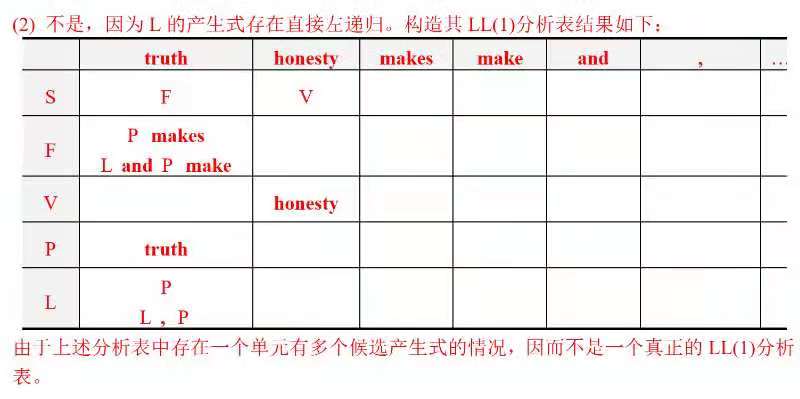 (2) 不是，因为 L 的产生式存在直接左递归。构造其 LL(1)分析表结果如下：
truth honesty makes make and , …
S F V
F P makes
L and P make
V honesty
P truth
L P
L , P
由于上述分析表中存在一个单元有多个候选产生式的情况，因而不是一个真正的 LL(1)分析
表。